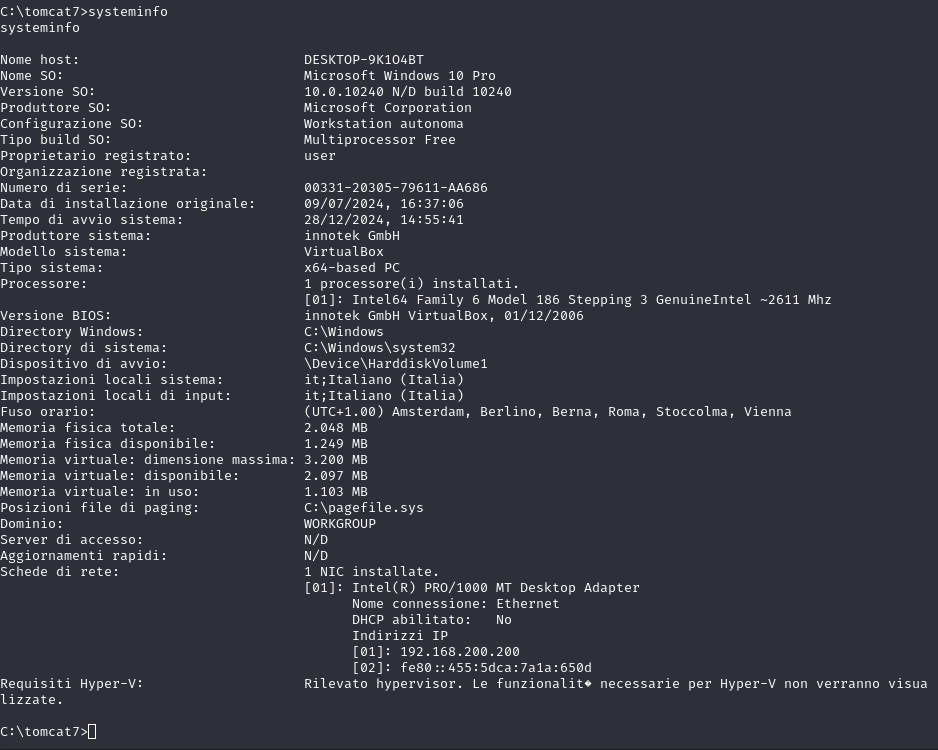 C:\tomcat7>systeminfo
systeminfo

Nome host:                              DESKTOP-9K1O4BT
Nome SO:                                Microsoft Windows 10 Pro
Versione SO:                            10.0.10240 N/D build 10240
Produttore SO:                          Microsoft Corporation
Configurazione SO:                      Workstation autonoma
Tipo build SO:                          Multiprocessor Free
Proprietario registrato:                user
Organizzazione registrata:
Numero di serie:                        00331-20305-79611-AA686
Data di installazione originale:        09/07/2024, 16:37:06
Tempo di avvio sistema:                 28/12/2024, 14:55:41
Produttore sistema:                     innotek GmbH
Modello sistema:                        VirtualBox
Tipo sistema:                           x64-based PC
Processore:                             1 processore(i) installati.
                                        [01]: Intel64 Family 6 Model 186 Stepping 3 GenuineIntel ~2611 Mhz
Versione BIOS:                          innotek GmbH VirtualBox, 01/12/2006
Directory Windows:                      C:\Windows
Directory di sistema:                   C:\Windows\system32
Dispositivo di avvio:                   \Device\HarddiskVolume1
Impostazioni locali sistema:            it;Italiano (Italia)
Impostazioni locali di input:           it;Italiano (Italia)
Fuso orario:                            (UTC+1.00) Amsterdam, Berlino, Berna, Roma, Stoccolma, Vienna
Memoria fisica totale:                  2.048 MB
Memoria fisica disponibile:             1.249 MB
Memoria virtuale: dimensione massima:   3.200 MB
Memoria virtuale: disponibile:          2.097 MB
Memoria virtuale: in uso:               1.103 MB
Posizioni file di paging:               C:\pagefile.sys
Dominio:                                WORKGROUP
Server di accesso:                      N/D
Aggiornamenti rapidi:                   N/D
Schede di rete:                         1 NIC installate.
                                        [01]: Intel(R) PRO/1000 MT Desktop Adapter
                                              Nome connessione: Ethernet
                                              DHCP abilitato:   No
                                              Indirizzi IP
                                              [01]: 192.168.200.200
                                              [02]: fe80::455:5dca:7a1a:650d
Requisiti Hyper-V:                      Rilevato hypervisor. Le funzionalit� necessarie per Hyper-V non verranno visua
lizzate.

C:\tomcat7>